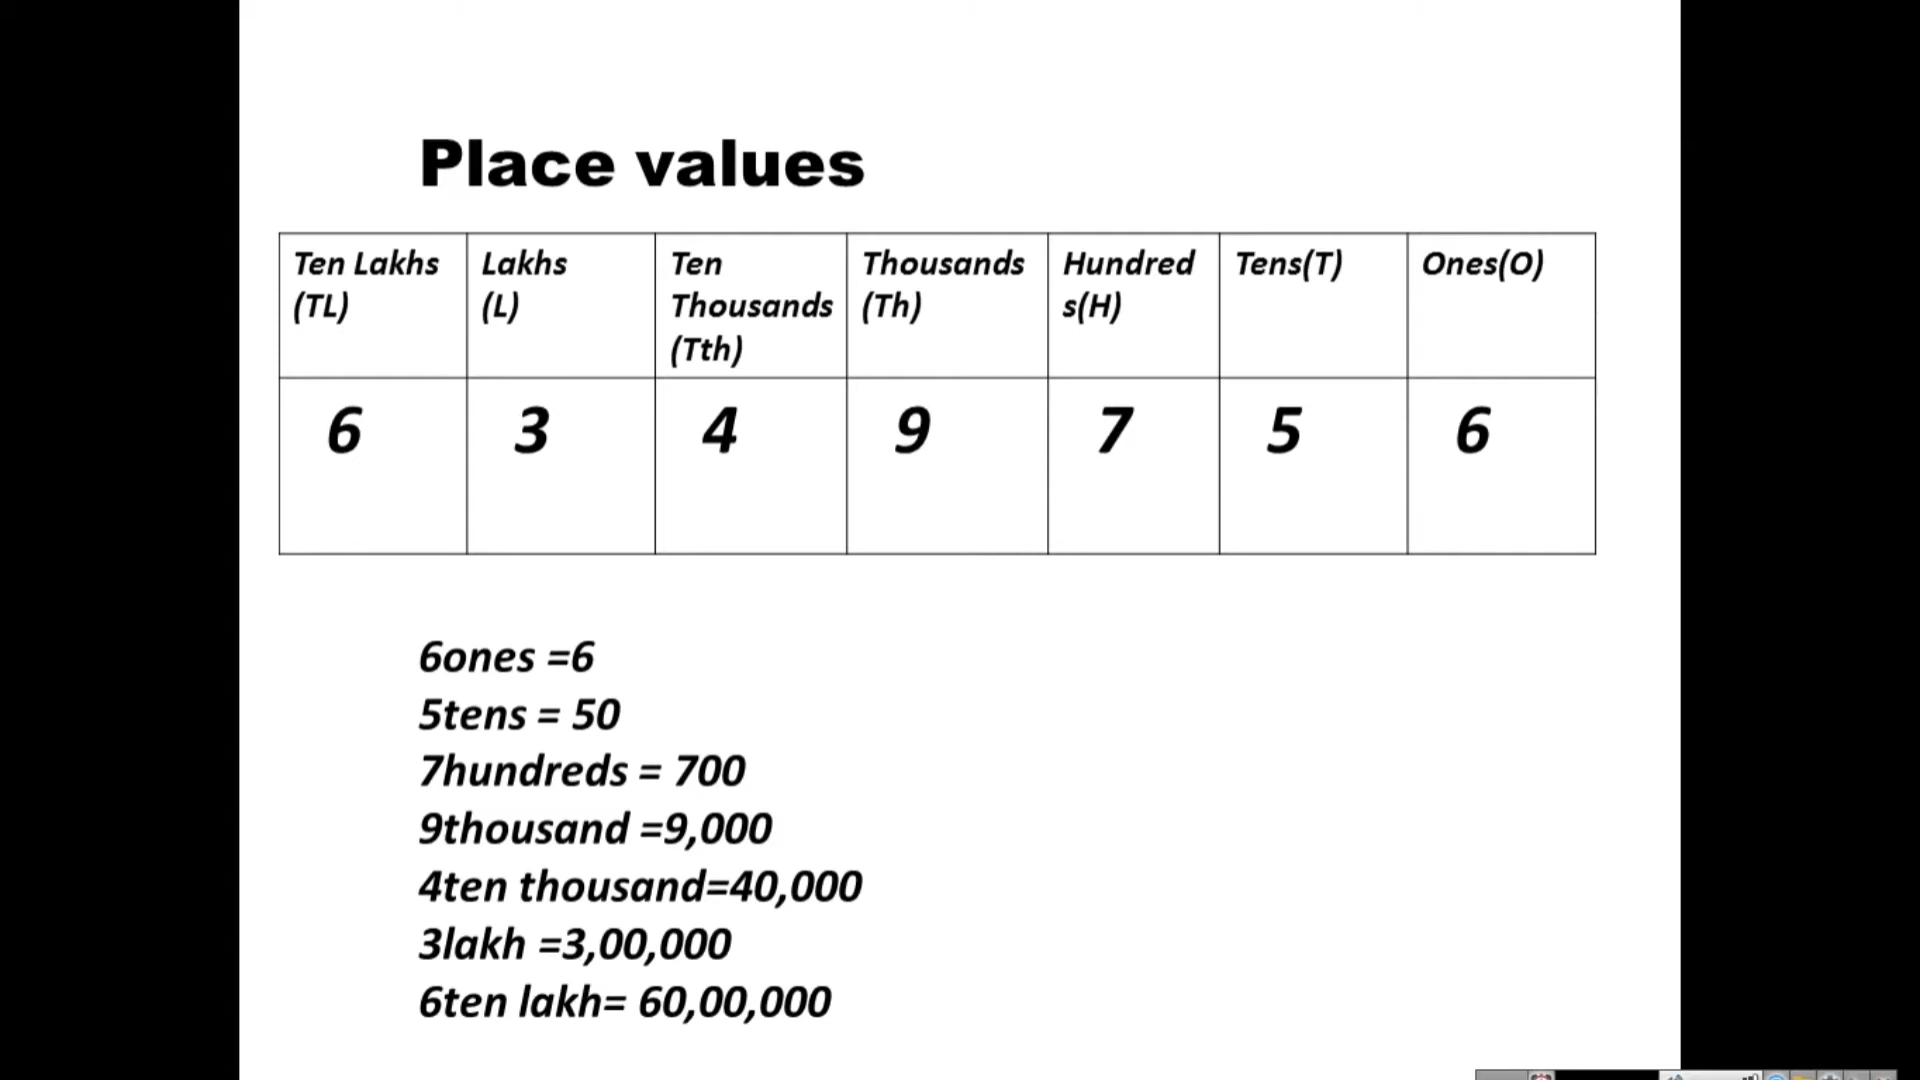 Place values
Ten Lakhs (TL)
Lakhs (L)
Ten Thousands (Tth)
Thousands (Th)
Hundred s(H)
Tens(T)
Ones(O)
6 3 4 9 7 5 6
6ones =6
5tens = 50
7hundreds = 700
9thousand =9,000
4ten thousand=40,000
3lakh =3,00,000
6ten lakh= 60,00,000